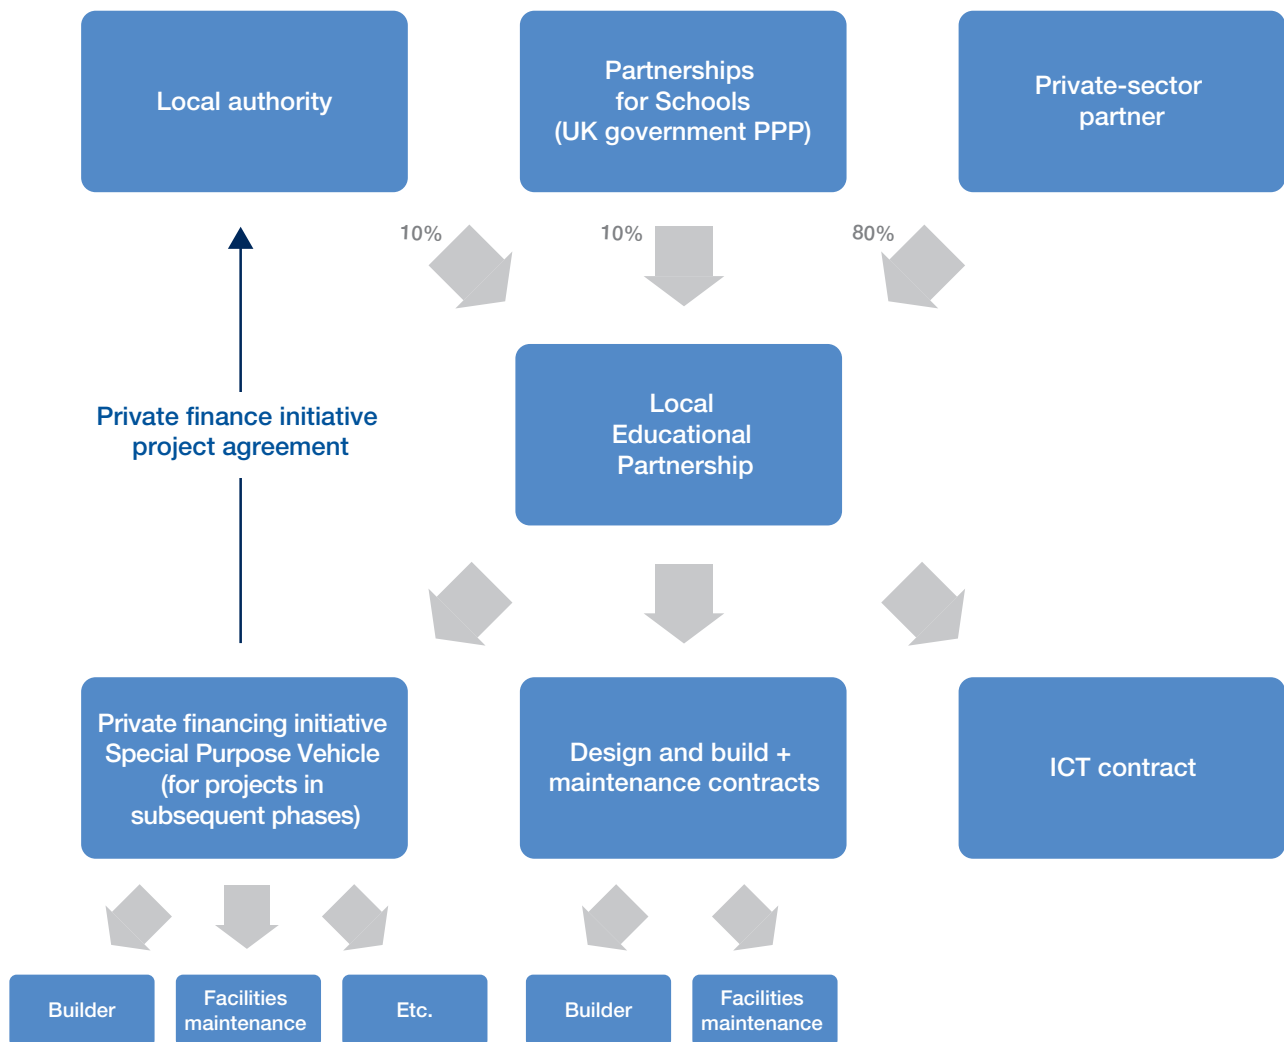 Local authority
Partnerships
for Schools
(UK government PPP)
Private-sector
partner
10%
10%
80%
Private finance initiative
project agreement
Local
Educational
Partnership
Private financing initiative
Special Purpose Vehicle
(for projects in
subsequent phases)
Design and build +
maintenance contracts
ICT contract
Builder
Facilities
maintenance
Etc.
Builder
Facilities
maintenance